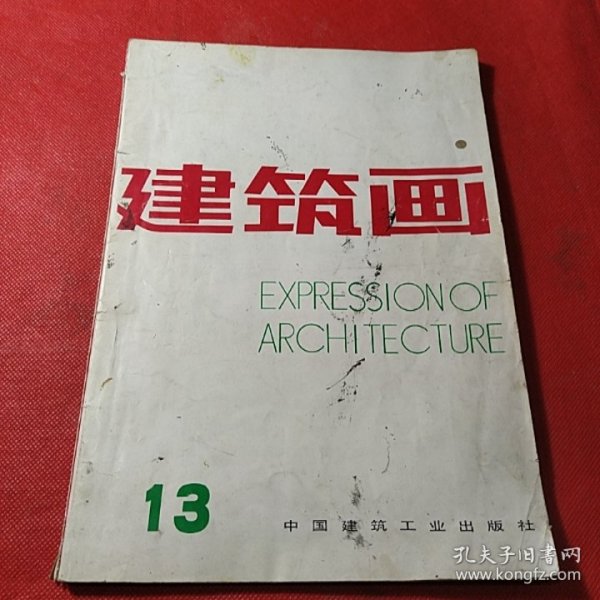 建筑画
EXPRESSION OF
ARCHITECTURE
13
中国建筑工业出版社
孔夫子旧书网
www.kongfz.com